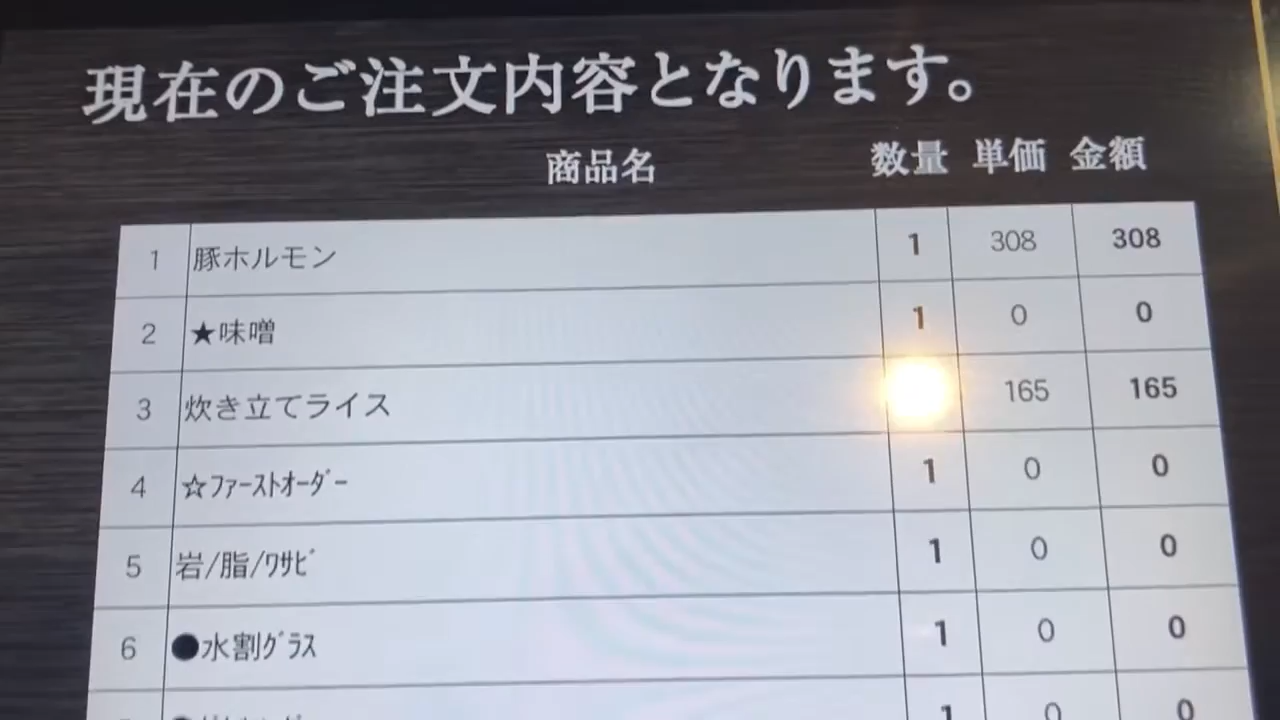 現在のご注文内容となります。
商品名 数量 単価 金額
1 豚ホルモン 1 308 308
2 ★味噌 1 0 0
3 炊き立てライス 165 165
4 ☆ﾌｧｰｽﾄｵｰﾀﾞｰ 1 0 0
5 岩/脂/ﾜｻﾋﾞ 1 0 0
6 ●水割ｸﾞﾗｽ 1 0 0
1 0 0